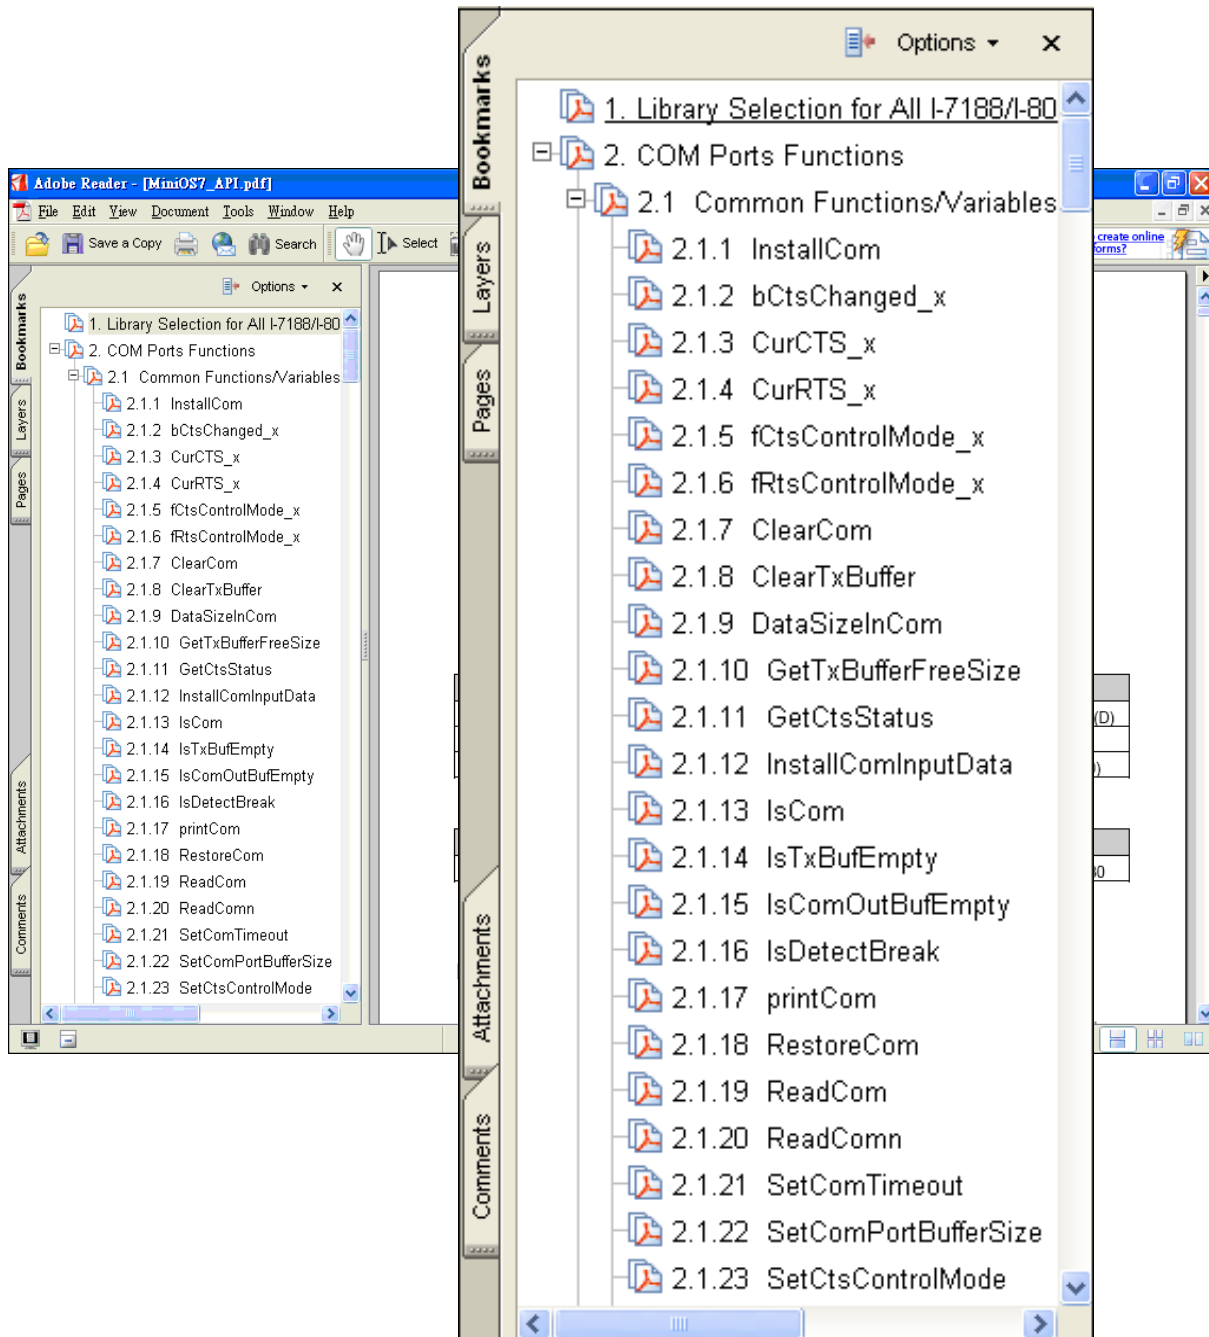 Adobe Reader - [MiniOS7_API.pdf]
File Edit View Document Tools Window Help
Save a Copy Search Select
create online
forms?
Options
Bookmarks
Layers
Pages
Attachments
Comments
1. Library Selection for All I-7188/I-80
2. COM Ports Functions
2.1 Common Functions/Variables
2.1.1 InstallCom
2.1.2 bCtsChanged_x
2.1.3 CurCTS_x
2.1.4 CurRTS_x
2.1.5 fCtsControlMode_x
2.1.6 fRtsControlMode_x
2.1.7 ClearCom
2.1.8 ClearTxBuffer
2.1.9 DataSizeInCom
2.1.10 GetTxBufferFreeSize
2.1.11 GetCtsStatus
2.1.12 InstallComInputData
2.1.13 IsCom
2.1.14 IsTxBufEmpty
2.1.15 IsComOutBufEmpty
2.1.16 IsDetectBreak
2.1.17 printCom
2.1.18 RestoreCom
2.1.19 ReadCom
2.1.20 ReadComn
2.1.21 SetComTimeout
2.1.22 SetComPortBufferSize
2.1.23 SetCtsControlMode
Options
Bookmarks
Layers
Pages
Attachments
Comments
1. Library Selection for All I-7188/I-80
2. COM Ports Functions
2.1 Common Functions/Variables
2.1.1 InstallCom
2.1.2 bCtsChanged_x
2.1.3 CurCTS_x
2.1.4 CurRTS_x
2.1.5 fCtsControlMode_x
2.1.6 fRtsControlMode_x
2.1.7 ClearCom
2.1.8 ClearTxBuffer
2.1.9 DataSizeInCom
2.1.10 GetTxBufferFreeSize
2.1.11 GetCtsStatus
2.1.12 InstallComInputData
2.1.13 IsCom
2.1.14 IsTxBufEmpty
2.1.15 IsComOutBufEmpty
2.1.16 IsDetectBreak
2.1.17 printCom
2.1.18 RestoreCom
2.1.19 ReadCom
2.1.20 ReadComn
2.1.21 SetComTimeout
2.1.22 SetComPortBufferSize
2.1.23 SetCtsControlMode
(D)